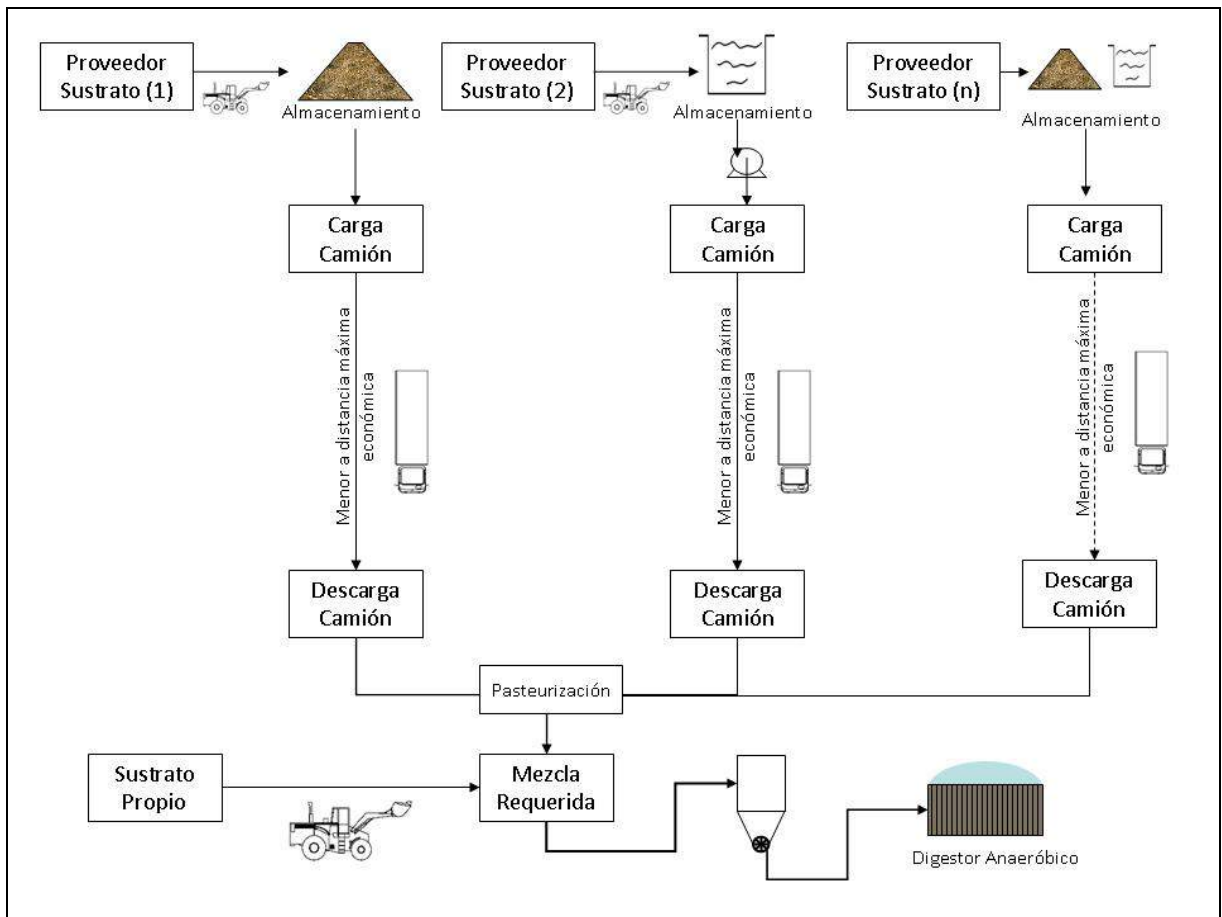 Proveedor
Sustrato (1)
Almacenamiento
Proveedor
Sustrato (2)
Almacenamiento
Proveedor
Sustrato (n)
Almacenamiento
Carga
Camión
Carga
Camión
Carga
Camión
Menor a distancia máxima
económica
Menor a distancia máxima
económica
Menor a distancia máxima
económica
Descarga
Camión
Descarga
Camión
Descarga
Camión
Pasteurización
Sustrato
Propio
Mezcla
Requerida
Digestor Anaeróbico